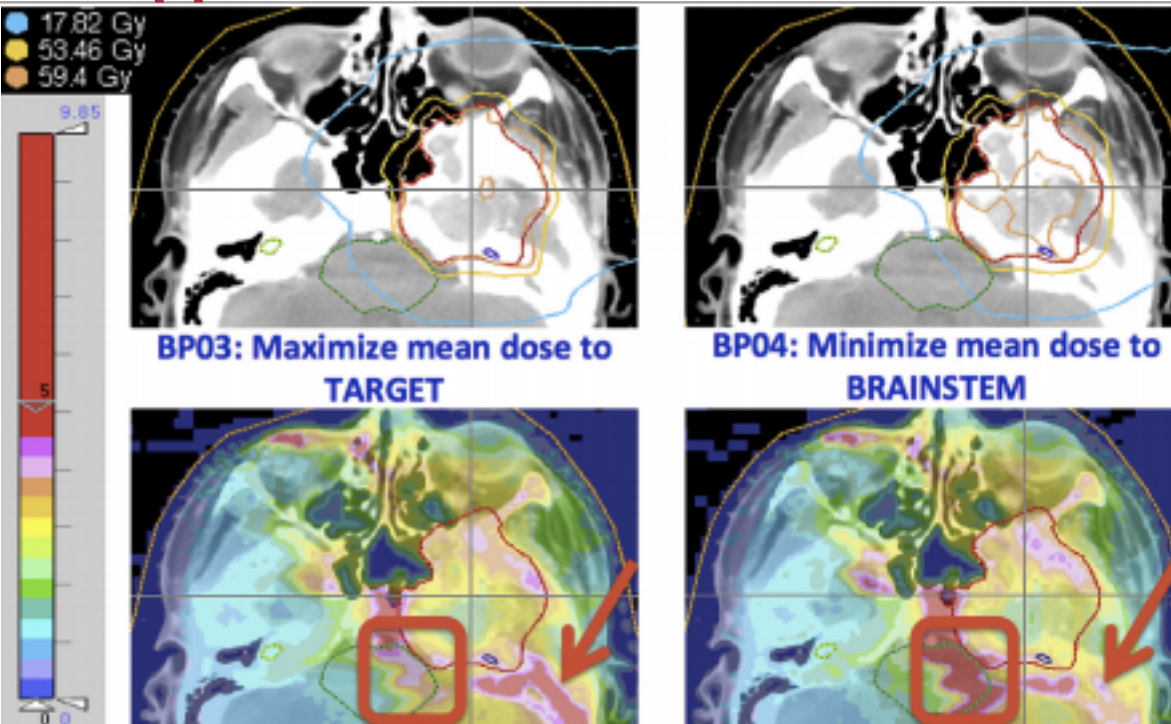 17.82 Gy
53.46 Gy
59.4 Gy
9.85
5
0 0
BP03: Maximize mean dose to
TARGET
BP04: Minimize mean dose to
BRAINSTEM